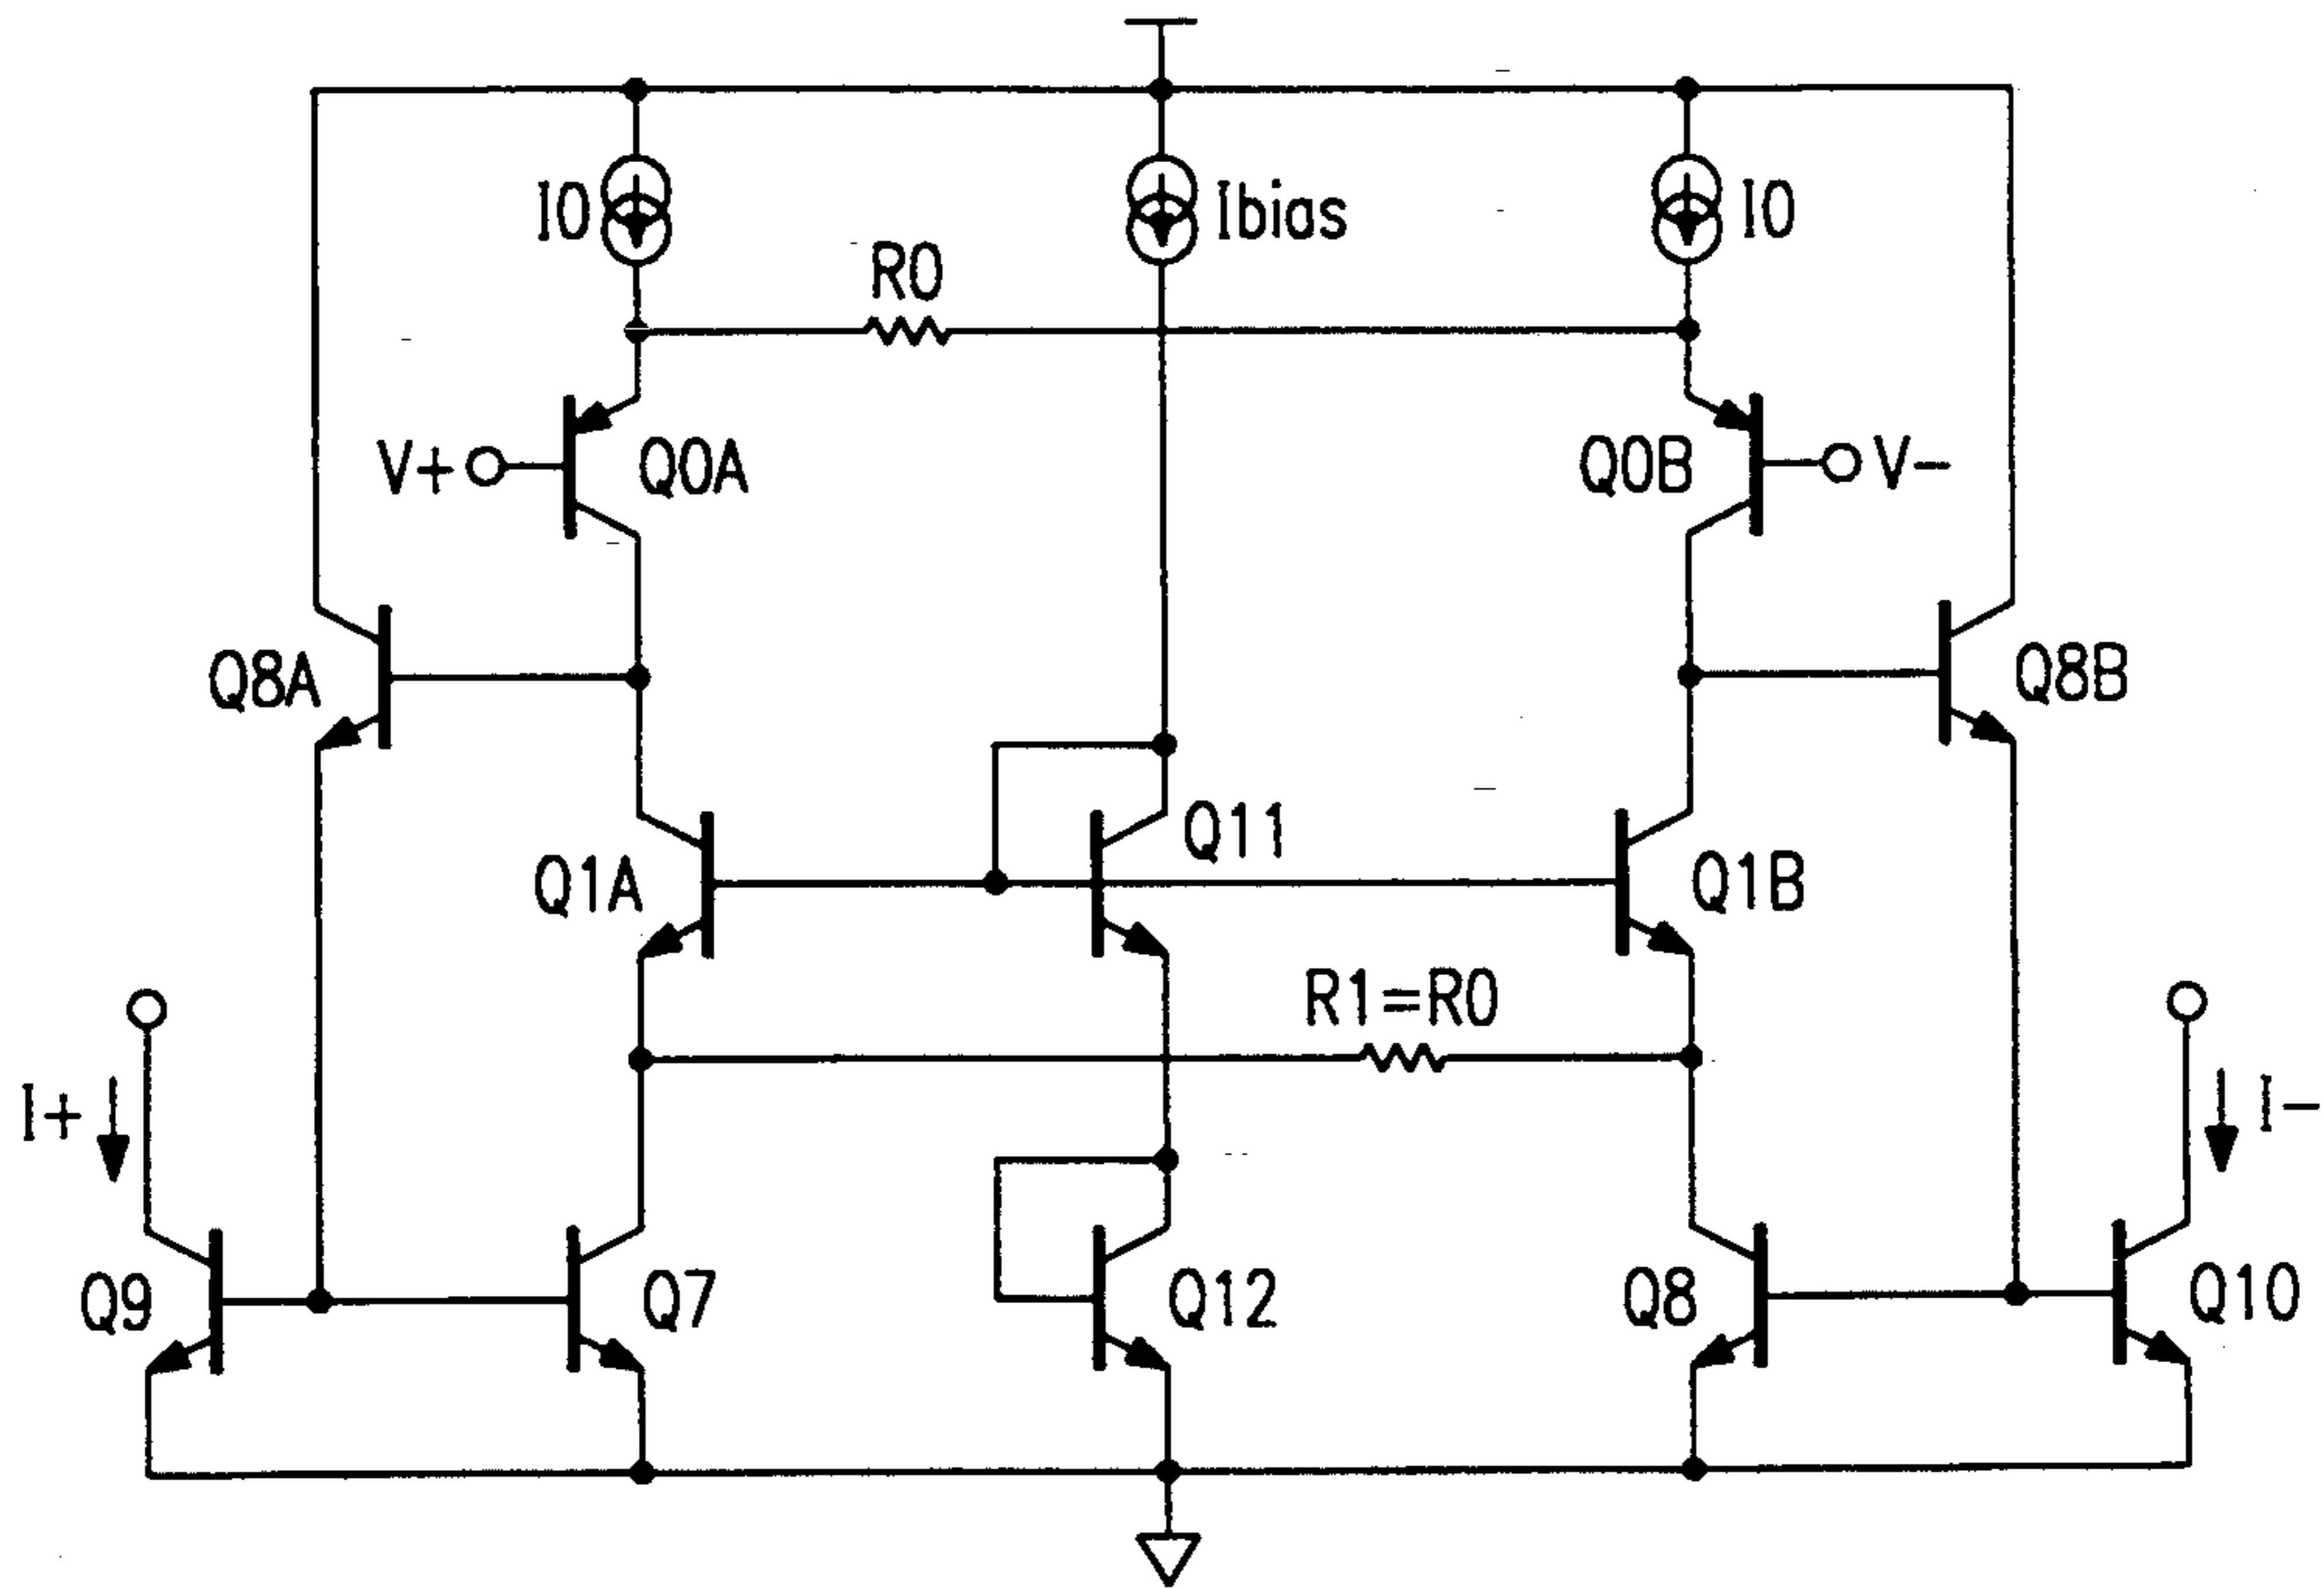 I0
Ibias
I0
R0
V+
Q0A
Q0B
V-
Q8A
Q8B
Q11
Q1A
Q1B
R1=R0
I+
I-
Q9
Q7
Q12
Q8
Q10